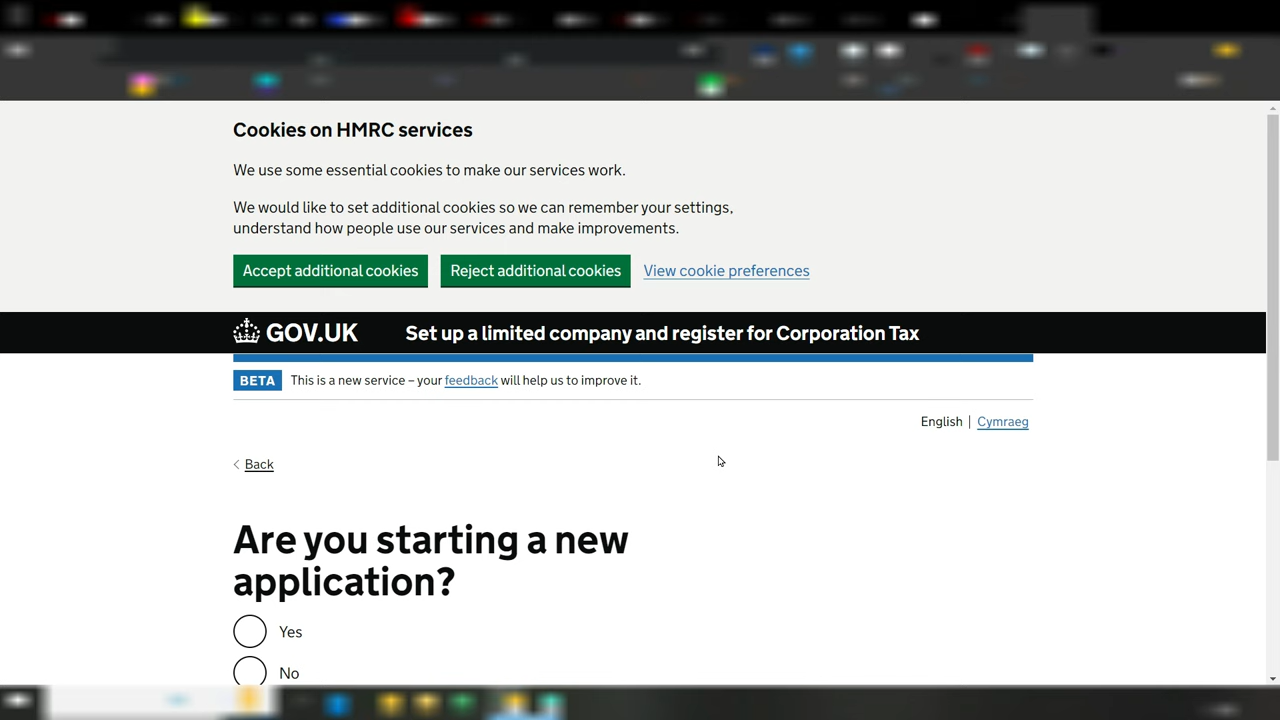 Cookies on HMRC services
We use some essential cookies to make our services work.
We would like to set additional cookies so we can remember your settings,
understand how people use our services and make improvements.
Accept additional cookies
Reject additional cookies
View cookie preferences
GOV.UK
Set up a limited company and register for Corporation Tax
BETA
This is a new service – your feedback will help us to improve it.
English | Cymraeg
Back
Are you starting a new
application?
Yes
No